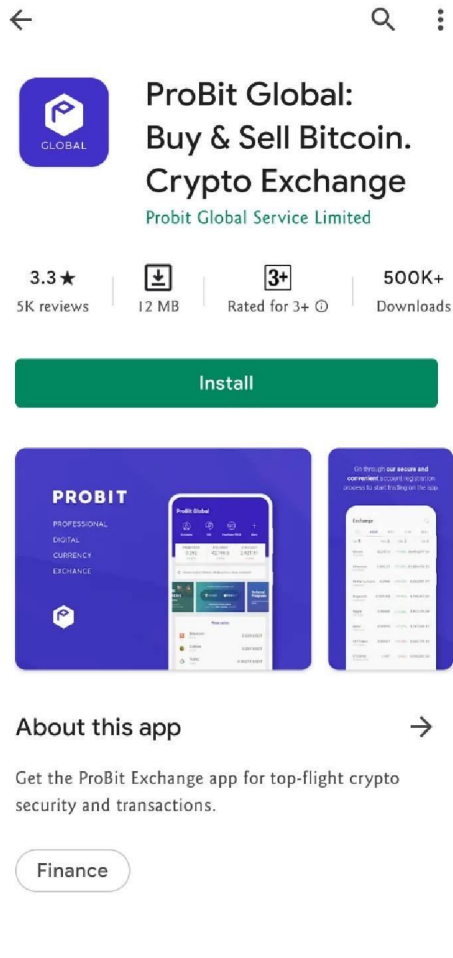 ProBit Global:
Buy & Sell Bitcoin.
Crypto Exchange
Probit Global Service Limited
GLOBAL
3.3★
5K reviews
12 MB
3+
Rated for 3+
500K+
Downloads
Install
PROBIT
PROFESSIONAL
DIGITAL
CURRENCY
EXCHANGE
ProBit Global
Go through our secure and
convenient account registration
process to start trading on the app
Exchange
About this app
Get the ProBit Exchange app for top-flight crypto
security and transactions.
Finance